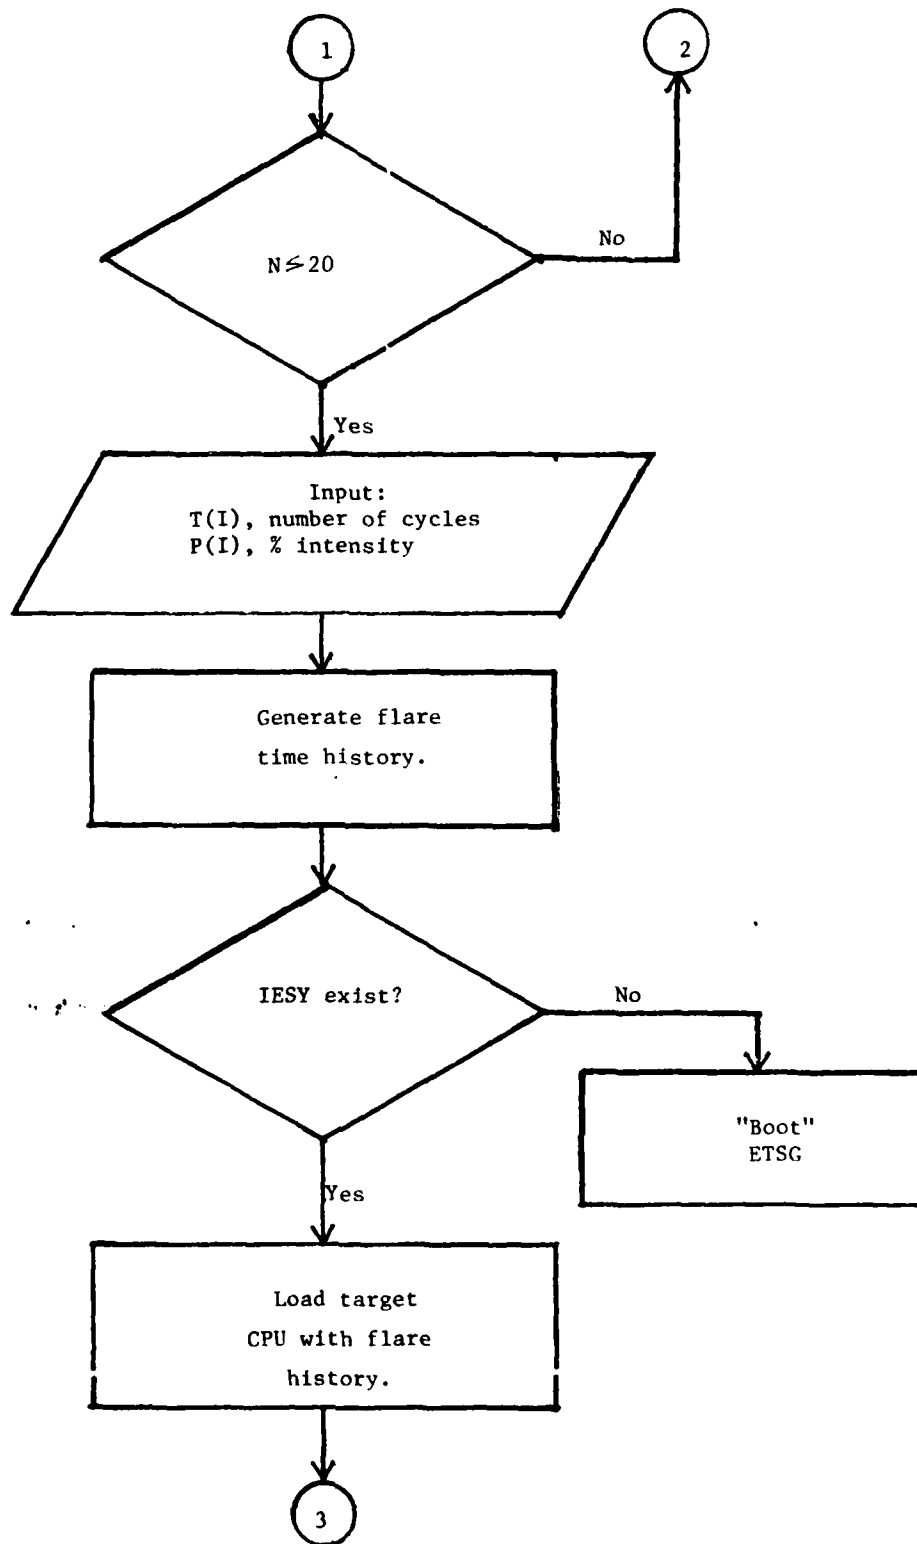 1
2
No
N≤20
Yes
Input:
T(I), number of cycles
P(I), % intensity
Generate flare
time history.
IESY exist?
No
"Boot"
ETSG
Yes
Load target
CPU with flare
history.
3